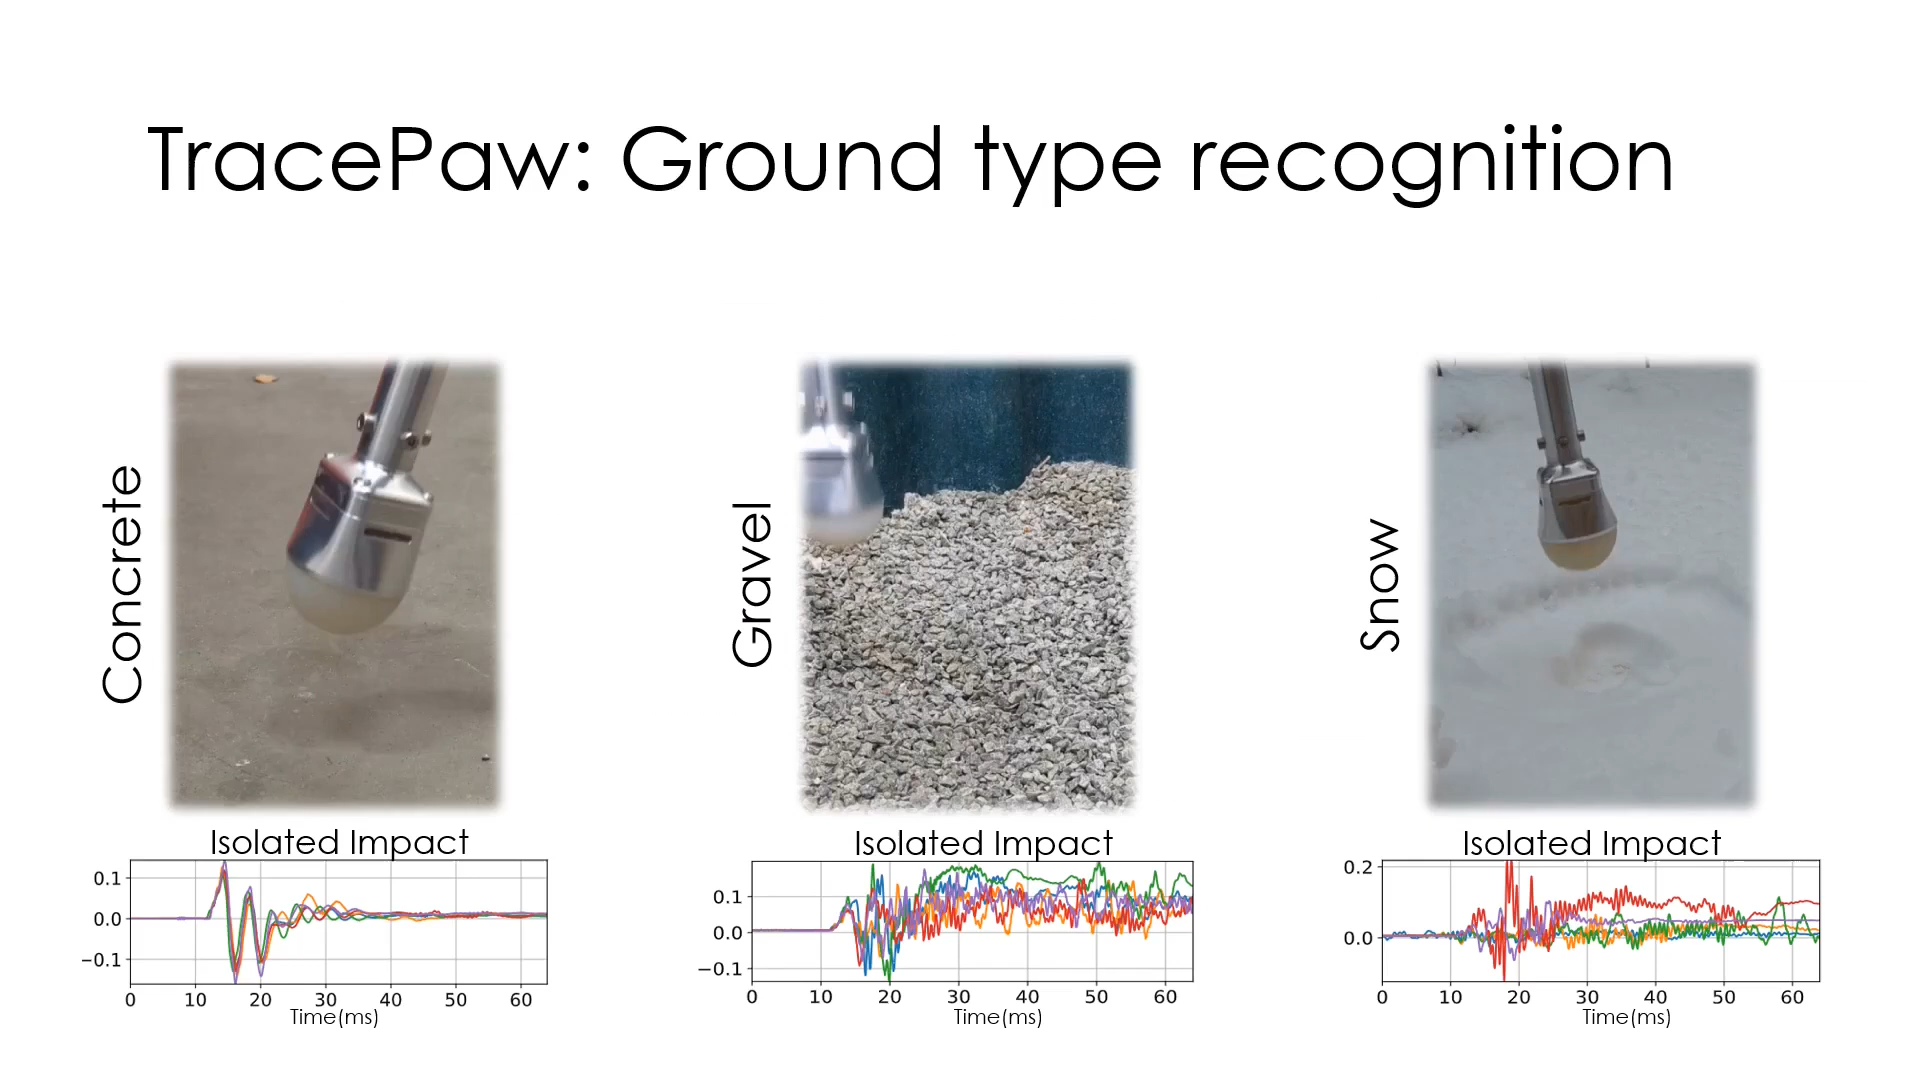 TracePaw: Ground type recognition
Concrete
Gravel
Snow
Isolated Impact
0.1
0.0
−0.1
0 10 20 30 40 50 60
Time(ms)
Isolated Impact
0.1
0.0
−0.1
0 10 20 30 40 50 60
Time(ms)
Isolated Impact
0.2
0.0
0 10 20 30 40 50 60
Time(ms)